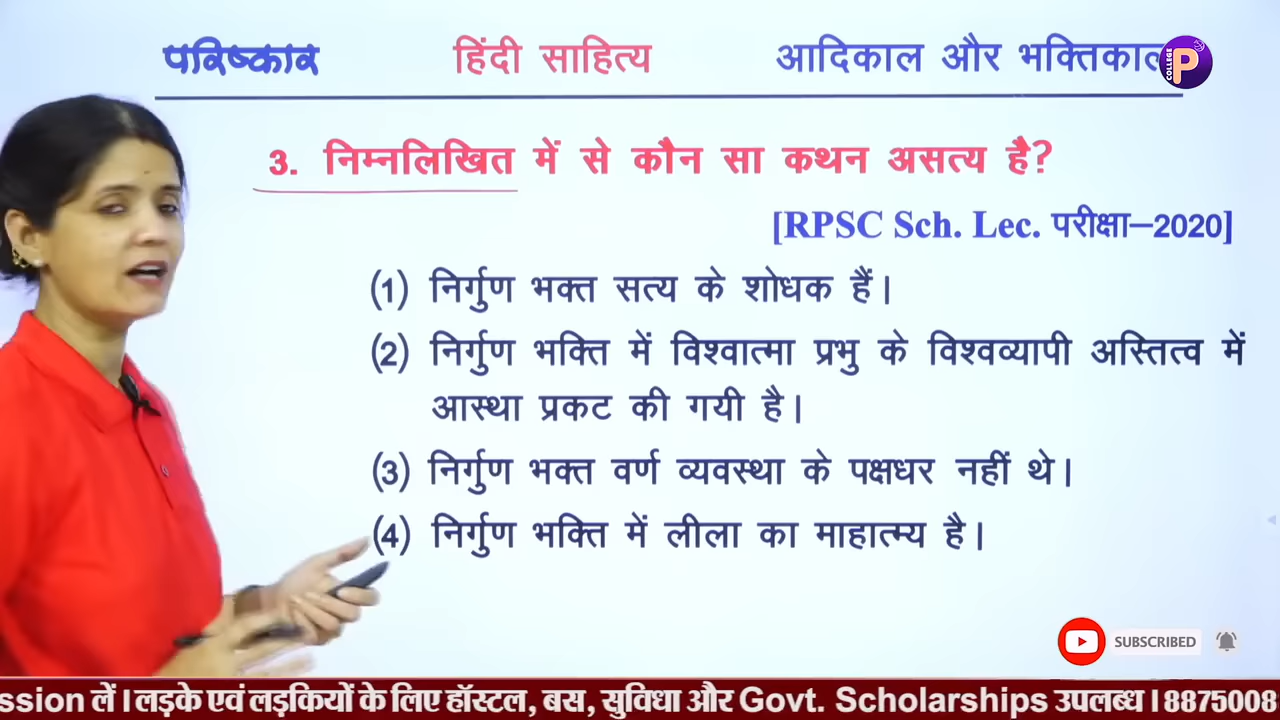 परिष्कार हिंदी साहित्य आदिकाल और भक्तिकाल
COLLEGE P
3. निम्नलिखित में से कौन सा कथन असत्य है?
[RPSC Sch. Lec. परीक्षा–2020]
(1) निर्गुण भक्त सत्य के शोधक हैं।
(2) निर्गुण भक्ति में विश्वात्मा प्रभु के विश्वव्यापी अस्तित्व में
आस्था प्रकट की गयी है।
(3) निर्गुण भक्त वर्ण व्यवस्था के पक्षधर नहीं थे।
(4) निर्गुण भक्ति में लीला का माहात्म्य है।
SUBSCRIBED
ssion लें । लड़के एवं लड़कियों के लिए हॉस्टल, बस, सुविधा और Govt. Scholarships उपलब्ध । 8875008